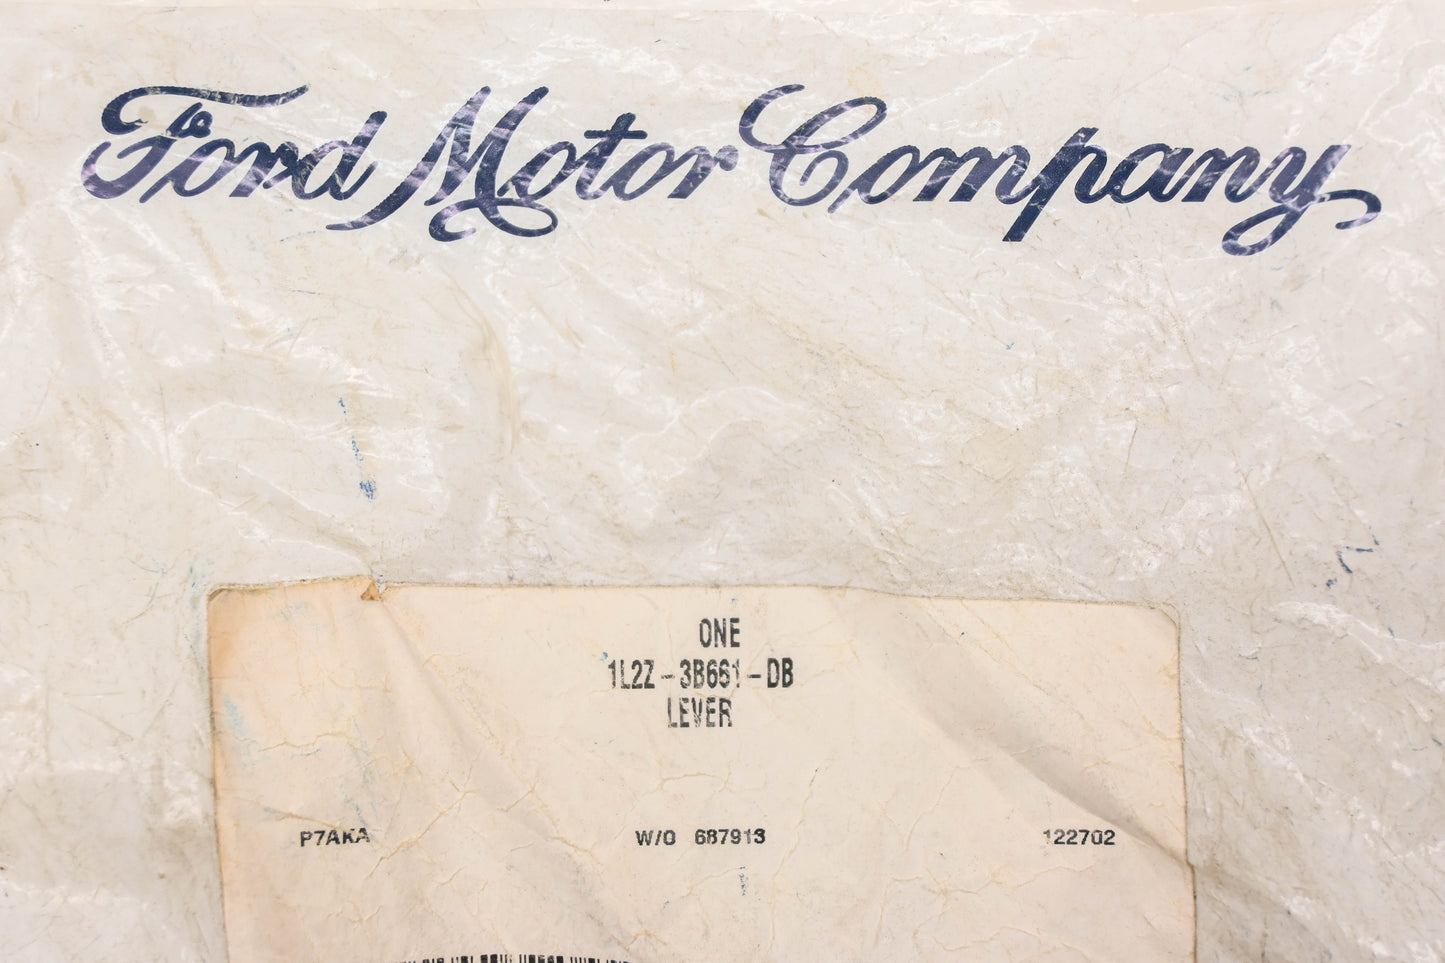 Ford Motor Company
ONE
1L2Z-3B661-DB
LEVER
P7AKA W/O 687913 122702